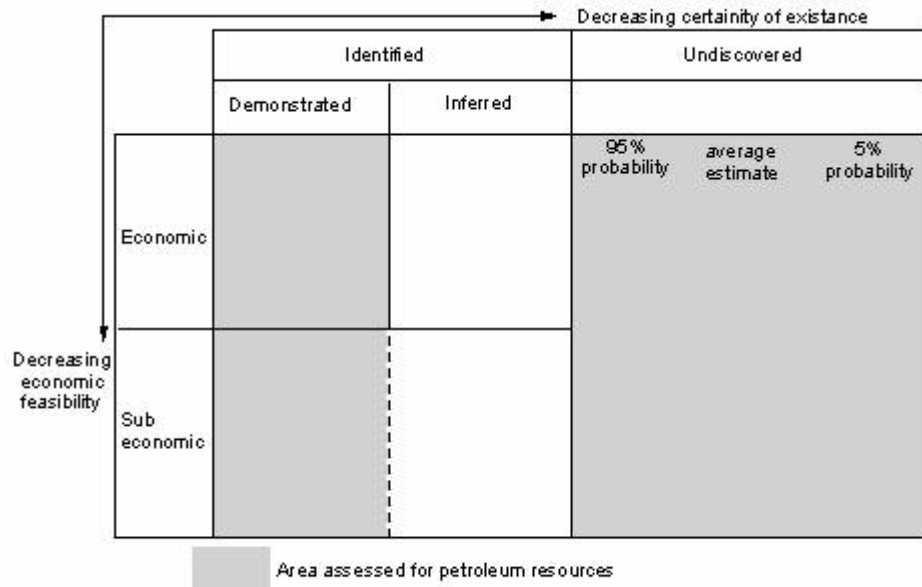 Decreasing certainity of existance
Identified
Undiscovered
Demonstrated
Inferred
95%
probability
average
estimate
5%
probability
Economic
Decreasing
economic
feasibility
Sub
economic
Area assessed for petroleum resources